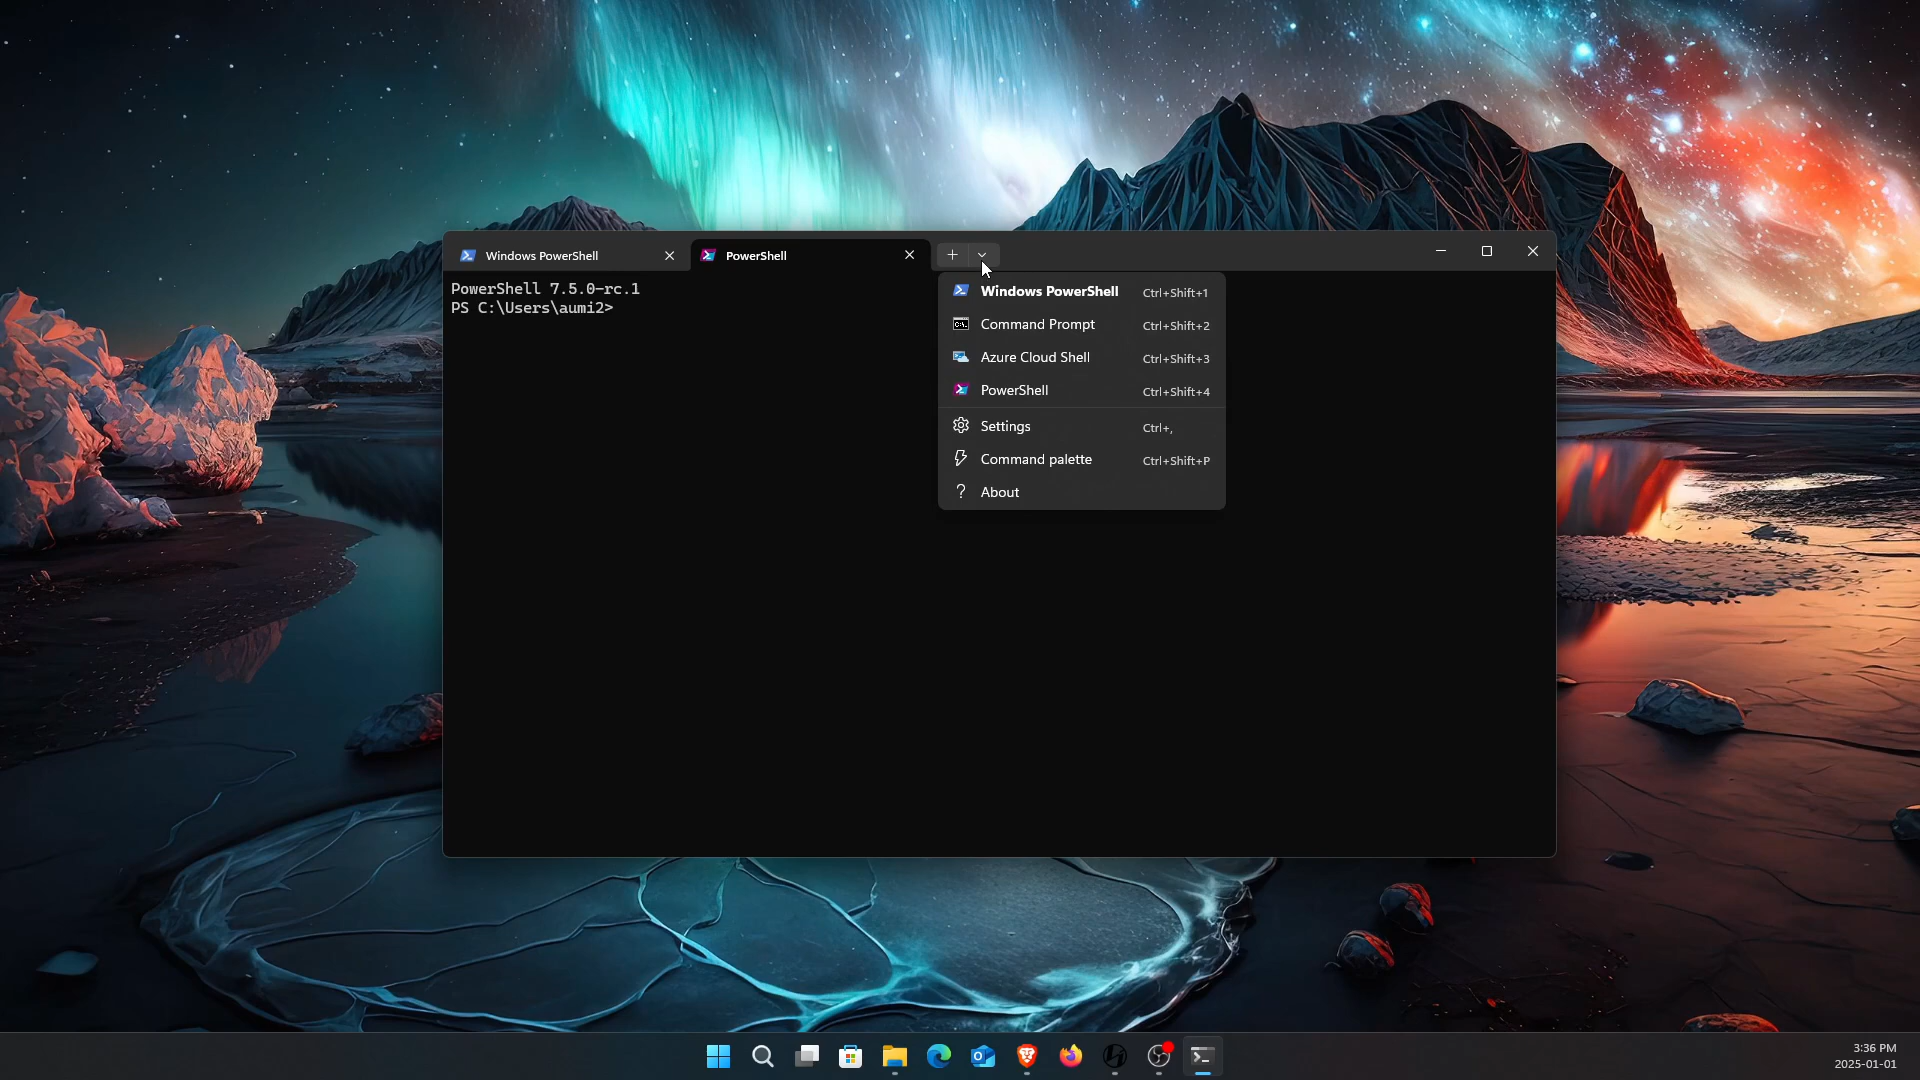 Windows PowerShell
PowerShell
PowerShell 7.5.0-rc.1
PS C:\Users\aumi2>
Windows PowerShell Ctrl+Shift+1
Command Prompt Ctrl+Shift+2
Azure Cloud Shell Ctrl+Shift+3
PowerShell Ctrl+Shift+4
Settings Ctrl+,
Command palette Ctrl+Shift+P
? About
3:36 PM
2025-01-01